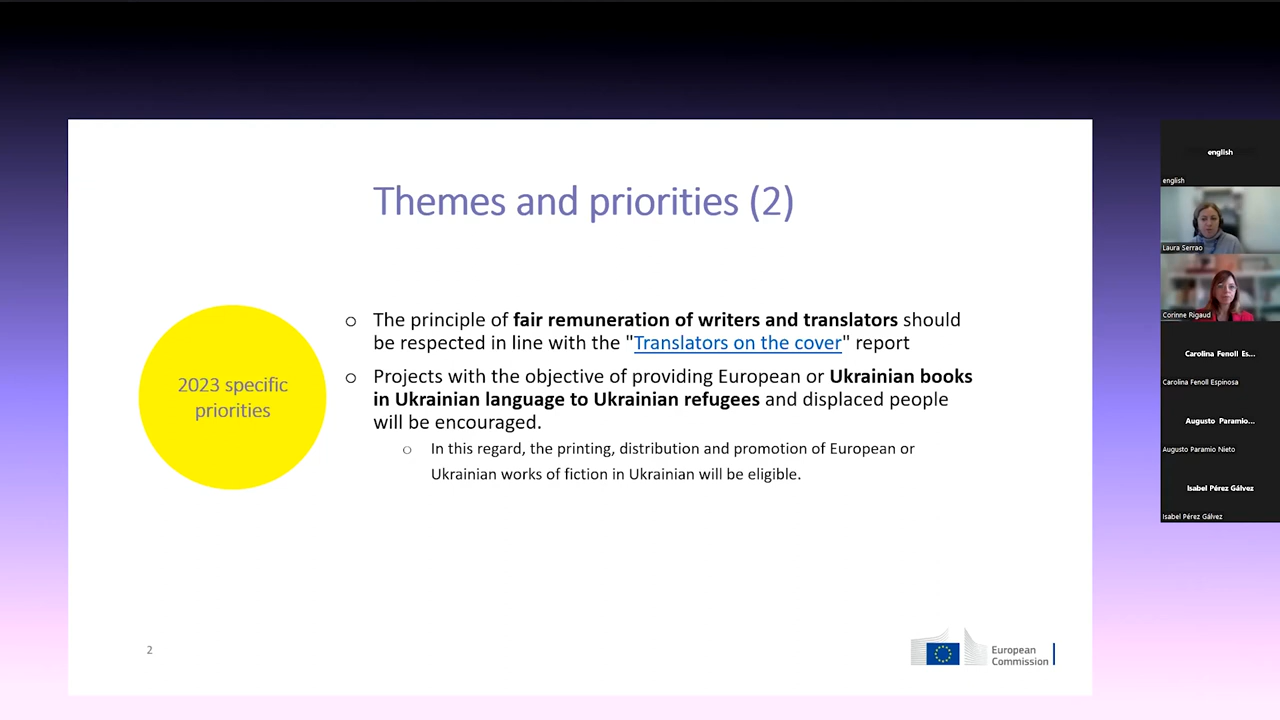 Themes and priorities (2)
2023 specific
priorities
○ The principle of fair remuneration of writers and translators should
be respected in line with the "Translators on the cover" report
○ Projects with the objective of providing European or Ukrainian books
in Ukrainian language to Ukrainian refugees and displaced people
will be encouraged.
○ In this regard, the printing, distribution and promotion of European or
Ukrainian works of fiction in Ukrainian will be eligible.
2
European
Commission
english
english
Laura Serrao
Corinne Rigaud
Carolina Fenoll Es...
Carolina Fenoll Espinosa
Augusto Paramio...
Augusto Paramio Nieto
Isabel Pérez Gálvez
Isabel Pérez Gálvez